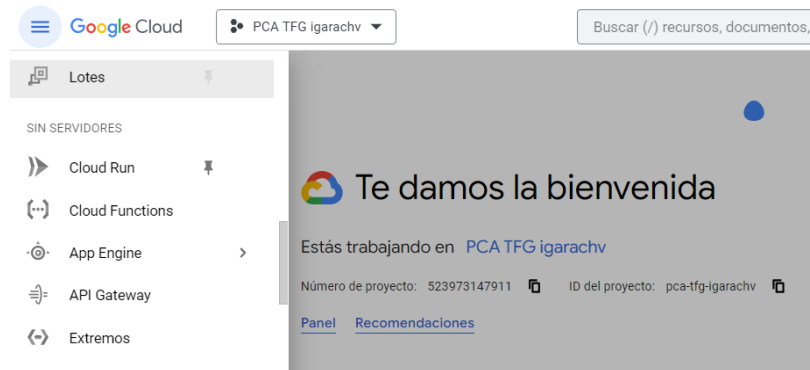 Google Cloud
PCA TFG igarachv
Buscar (/) recursos, documentos,
Lotes
SIN SERVIDORES
Cloud Run
Cloud Functions
App Engine
API Gateway
Extremos
Te damos la bienvenida
Estás trabajando en PCA TFG igarachv
Número de proyecto: 523973147911 ID del proyecto: pca-tfg-igarachv
Panel Recomendaciones